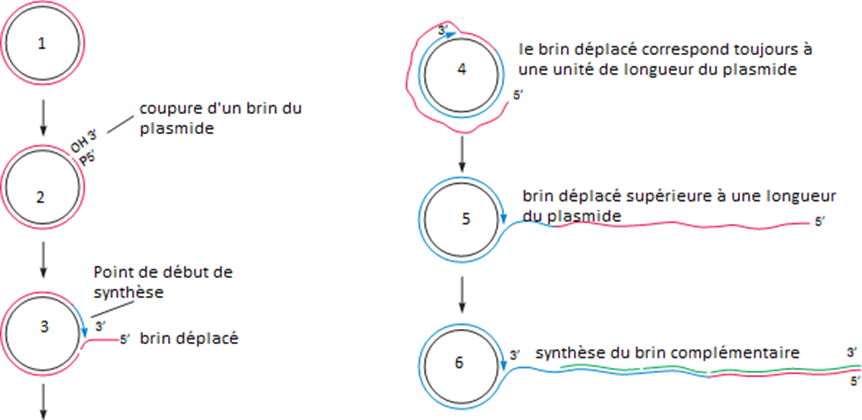 1
coupure d'un brin du
plasmide
OH 3'
P5'
2
Point de début de
synthèse
3
3'
5' brin déplacé
3'
4
le brin déplacé correspond toujours à
une unité de longueur du plasmide
5'
brin déplacé supérieure à une longueur
du plasmide
5
5'
6
3'
synthèse du brin complémentaire
3'
5'